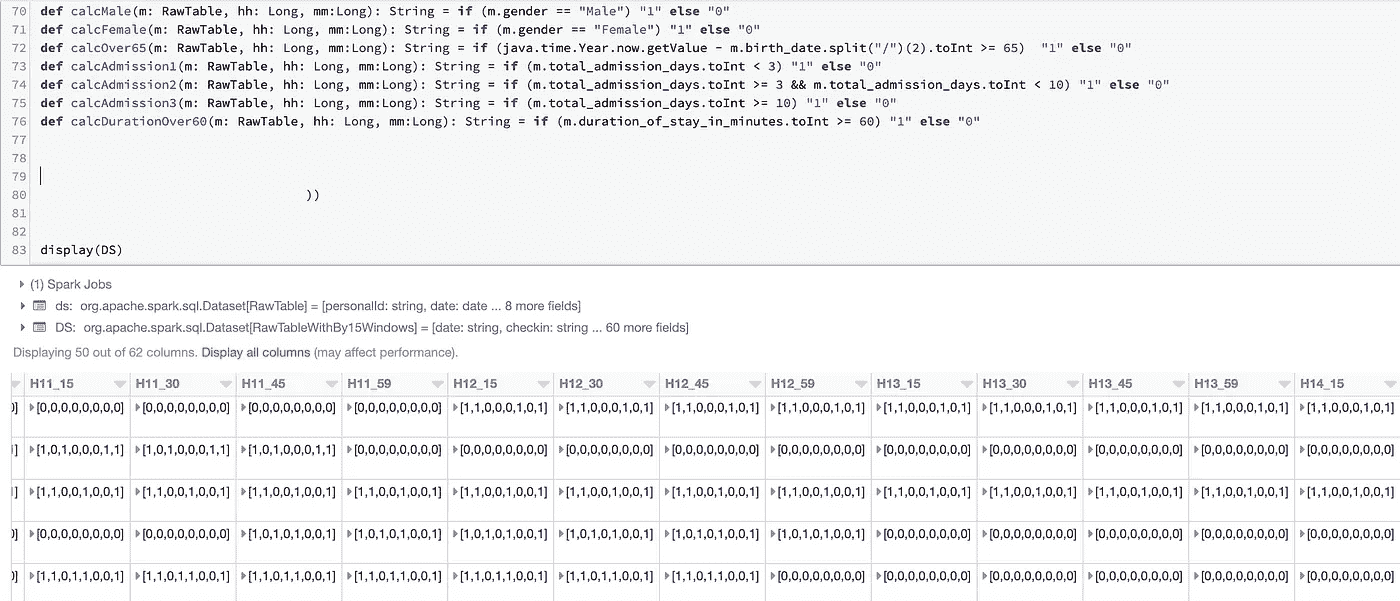 70 def calcMale(m: RawTable, hh: Long, mm:Long): String = if (m.gender == "Male") "1" else "0"
71 def calcFemale(m: RawTable, hh: Long, mm:Long): String = if (m.gender == "Female") "1" else "0"
72 def calcOver65(m: RawTable, hh: Long, mm:Long): String = if (java.time.Year.now.getValue - m.birth_date.split("/")(2).toInt >= 65)  "1" else "0"
73 def calcAdmission1(m: RawTable, hh: Long, mm:Long): String = if (m.total_admission_days.toInt < 3) "1" else "0"
74 def calcAdmission2(m: RawTable, hh: Long, mm:Long): String = if (m.total_admission_days.toInt >= 3 && m.total_admission_days.toInt < 10) "1" else "0"
75 def calcAdmission3(m: RawTable, hh: Long, mm:Long): String = if (m.total_admission_days.toInt >= 10) "1" else "0"
76 def calcDurationOver60(m: RawTable, hh: Long, mm:Long): String = if (m.duration_of_stay_in_minutes.toInt >= 60) "1" else "0"
77
78
79
80 ))
81
82
83 display(DS)
(1) Spark Jobs
ds: org.apache.spark.sql.Dataset[RawTable] = [personalId: string, date: date ... 8 more fields]
DS: org.apache.spark.sql.Dataset[RawTableWithBy15Windows] = [date: string, checkin: string ... 60 more fields]
Displaying 50 out of 62 columns. Display all columns (may affect performance).
H11_15 H11_30 H11_45 H11_59 H12_15 H12_30 H12_45 H12_59 H13_15 H13_30 H13_45 H13_59 H14_15
] [0,0,0,0,0,0,0,0] [0,0,0,0,0,0,0,0] [0,0,0,0,0,0,0,0] [0,0,0,0,0,0,0,0] [1,1,0,0,0,1,0,1] [1,1,0,0,0,1,0,1] [1,1,0,0,0,1,0,1] [1,1,0,0,0,1,0,1] [1,1,0,0,0,1,0,1] [1,1,0,0,0,1,0,1] [1,1,0,0,0,1,0,1] [1,1,0,0,0,1,0,1] [1,1,0,0,0,1,0,1]
] [1,0,1,0,0,0,1,1] [1,0,1,0,0,0,1,1] [1,0,1,0,0,0,1,1] [0,0,0,0,0,0,0,0] [0,0,0,0,0,0,0,0] [0,0,0,0,0,0,0,0] [0,0,0,0,0,0,0,0] [0,0,0,0,0,0,0,0] [0,0,0,0,0,0,0,0] [0,0,0,0,0,0,0,0] [0,0,0,0,0,0,0,0] [0,0,0,0,0,0,0,0] [0,0,0,0,0,0,0,0]
] [1,1,0,0,1,0,0,1] [1,1,0,0,1,0,0,1] [1,1,0,0,1,0,0,1] [1,1,0,0,1,0,0,1] [1,1,0,0,1,0,0,1] [1,1,0,0,1,0,0,1] [1,1,0,0,1,0,0,1] [1,1,0,0,1,0,0,1] [1,1,0,0,1,0,0,1] [1,1,0,0,1,0,0,1] [1,1,0,0,1,0,0,1] [1,1,0,0,1,0,0,1] [1,1,0,0,1,0,0,1]
] [0,0,0,0,0,0,0,0] [0,0,0,0,0,0,0,0] [1,0,1,0,1,0,0,1] [1,0,1,0,1,0,0,1] [1,0,1,0,1,0,0,1] [1,0,1,0,1,0,0,1] [1,0,1,0,1,0,0,1] [1,0,1,0,1,0,0,1] [0,0,0,0,0,0,0,0] [0,0,0,0,0,0,0,0] [0,0,0,0,0,0,0,0] [0,0,0,0,0,0,0,0] [0,0,0,0,0,0,0,0]
] [1,1,0,1,1,0,0,1] [1,1,0,1,1,0,0,1] [1,1,0,1,1,0,0,1] [1,1,0,1,1,0,0,1] [1,1,0,1,1,0,0,1] [1,1,0,1,1,0,0,1] [1,1,0,1,1,0,0,1] [0,0,0,0,0,0,0,0] [0,0,0,0,0,0,0,0] [0,0,0,0,0,0,0,0] [0,0,0,0,0,0,0,0] [0,0,0,0,0,0,0,0] [0,0,0,0,0,0,0,0]